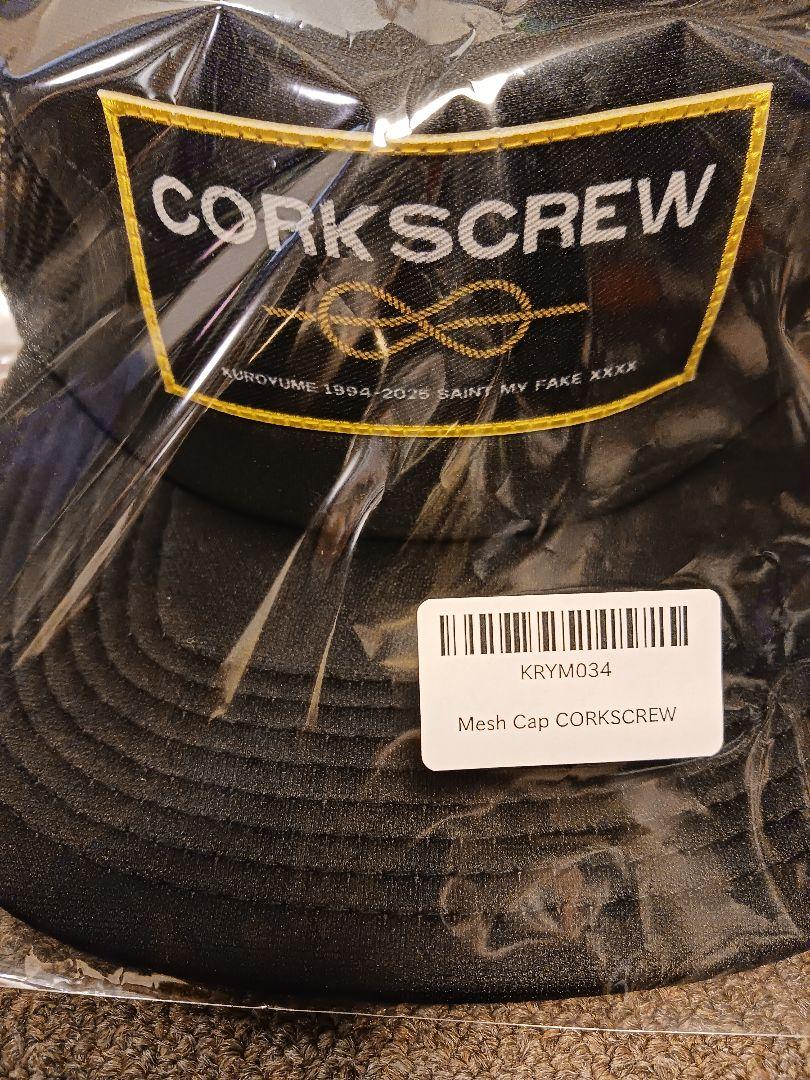 CORKSCREW
KUROYUME 1994-2025 SAINT MY FAKE XXXX
KRYM034
Mesh Cap CORKSCREW